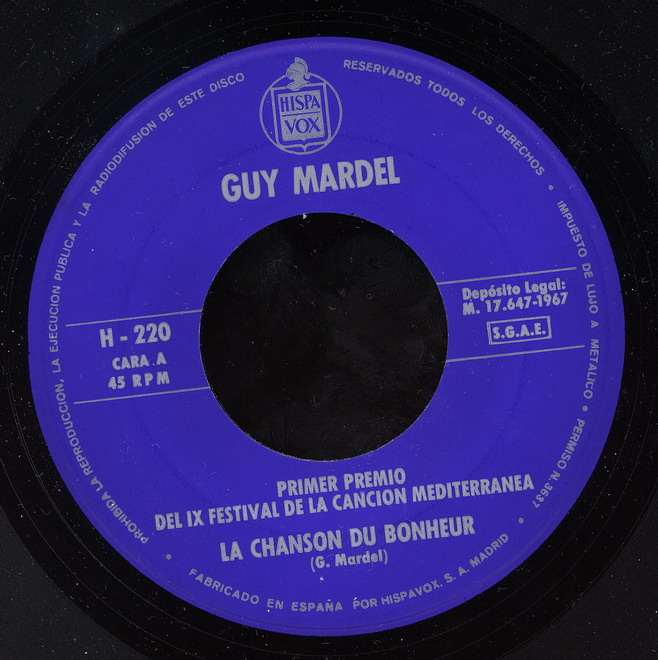 HISPA
VOX
GUY MARDEL
H - 220
CARA . A
45 R P M
Depósito Legal:
M. 17.647-1967
S.G.A.E.
PRIMER PREMIO
DEL IX FESTIVAL DE LA CANCION MEDITERRANEA
LA CHANSON DU BONHEUR
(G. Mardel)
PROHIBIDA LA REPRODUCCION, LA EJECUCION PUBLICA Y LA RADIODIFUSION DE ESTE DISCO
RESERVADOS TODOS LOS DERECHOS • IMPUESTO DE LUJO A METALICO • PERMISO N. 3637
FABRICADO EN ESPAÑA POR HISPAVOX, S. A. MADRID